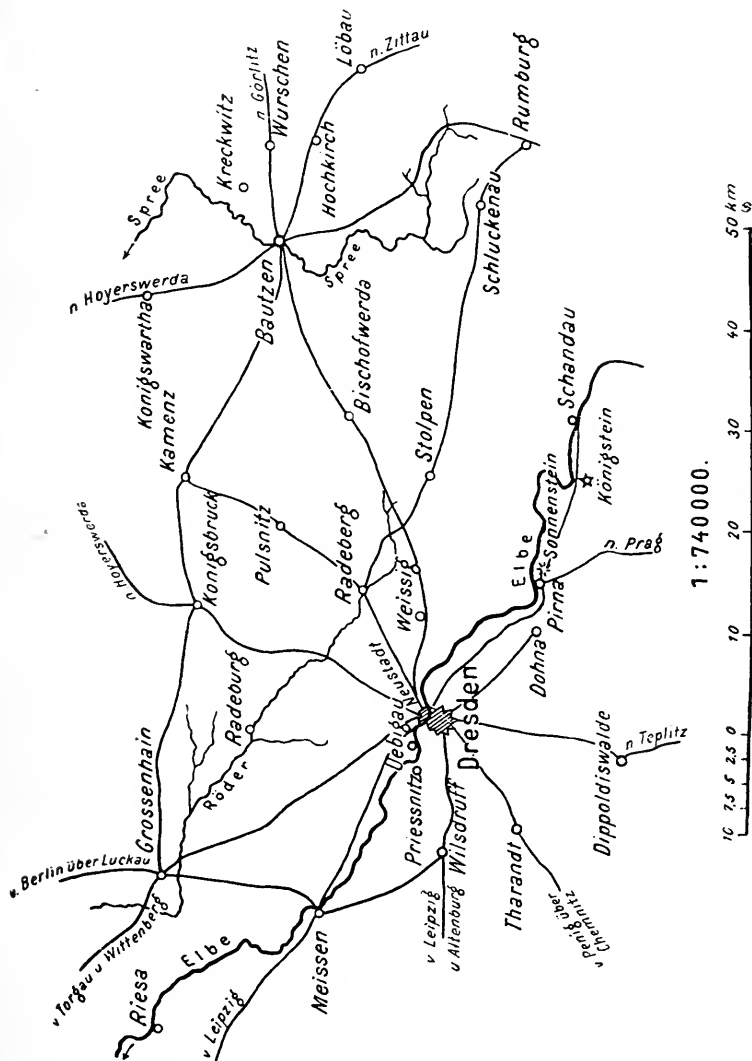 v. Berlin über Luckau
v Torgau u Wittenberg
Riesa
Elbe
v Leipzig
Meissen
Grossenhain
Röder
Radeburg
n Hoyerswerde
Königsbruck
Kamenz
Pulsnitz
Radeberg
Weissig
Neustadt
Uebigau
Priessnitz
Dresden
Wilsdruff
v Leipzig
u Altenburg
Tharandt
v Penig über
Chemnitz
Dippoldiswalde
n Teplitz
Dohna
Pirna
Sonnenstein
Elbe
n. Prag
Königstein
Schandau
Stolpen
Bischofwerda
Königswartha
n Hoyerswerda
Bautzen
Spree
Spree
Kreckwitz
n Görlitz
Wurschen
Hochkirch
Löbau
n. Zittau
Schluckenau
Rumburg
1:740000.
10 7,5 5 2,5 0 10 20 30 40 50 km
S